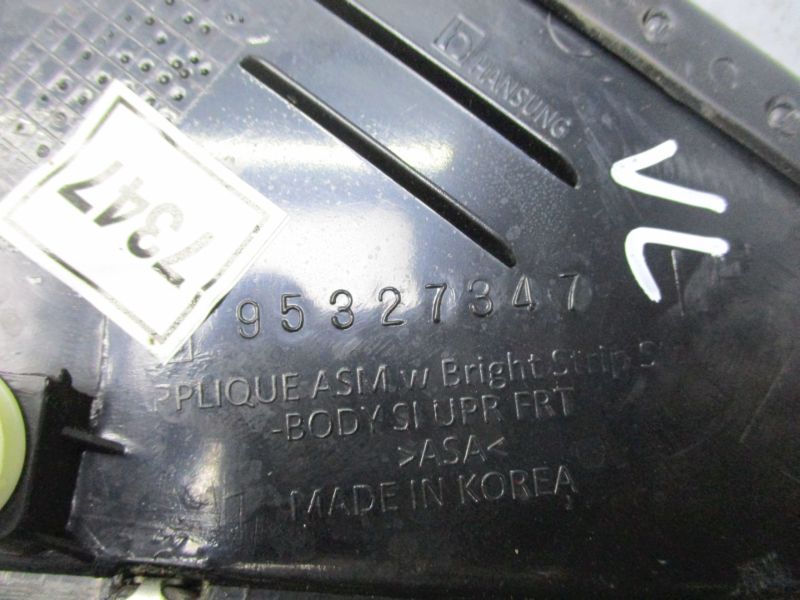 HANSUNG
VL
7347
95327347
PPLIQUE ASM.w Bright Strip S
-BODY SI UPR FRT
>ASA<
MADE IN KOREA